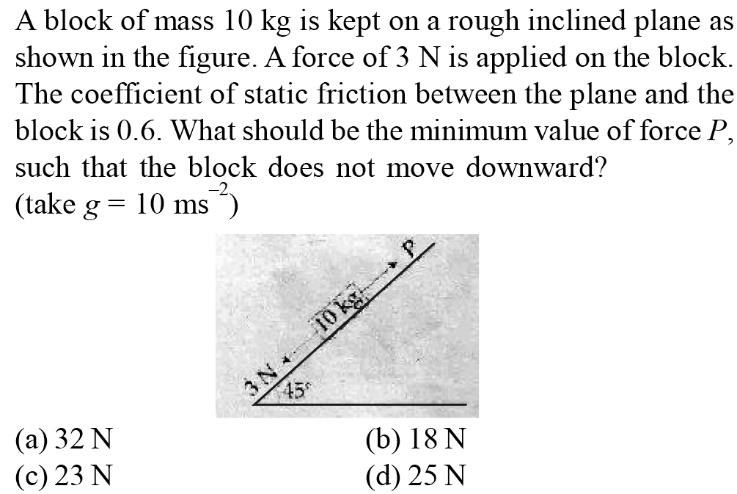 A block of mass 10 kg is kept on a rough inclined plane as
shown in the figure. A force of 3 N is applied on the block.
The coefficient of static friction between the plane and the
block is 0.6. What should be the minimum value of force P,
such that the block does not move downward?
(take g = 10 ms⁻²)
P
10 kg
3 N
45°
(a) 32 N (b) 18 N
(c) 23 N (d) 25 N